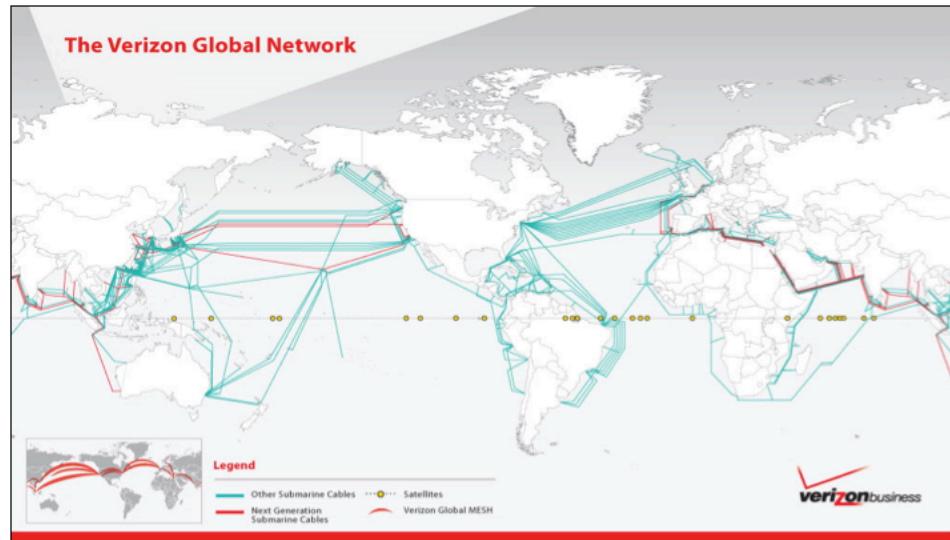 The Verizon Global Network
Legend
Other Submarine Cables
Next Generation
Submarine Cables
Satellites
Verizon Global MESH
verizonbusiness